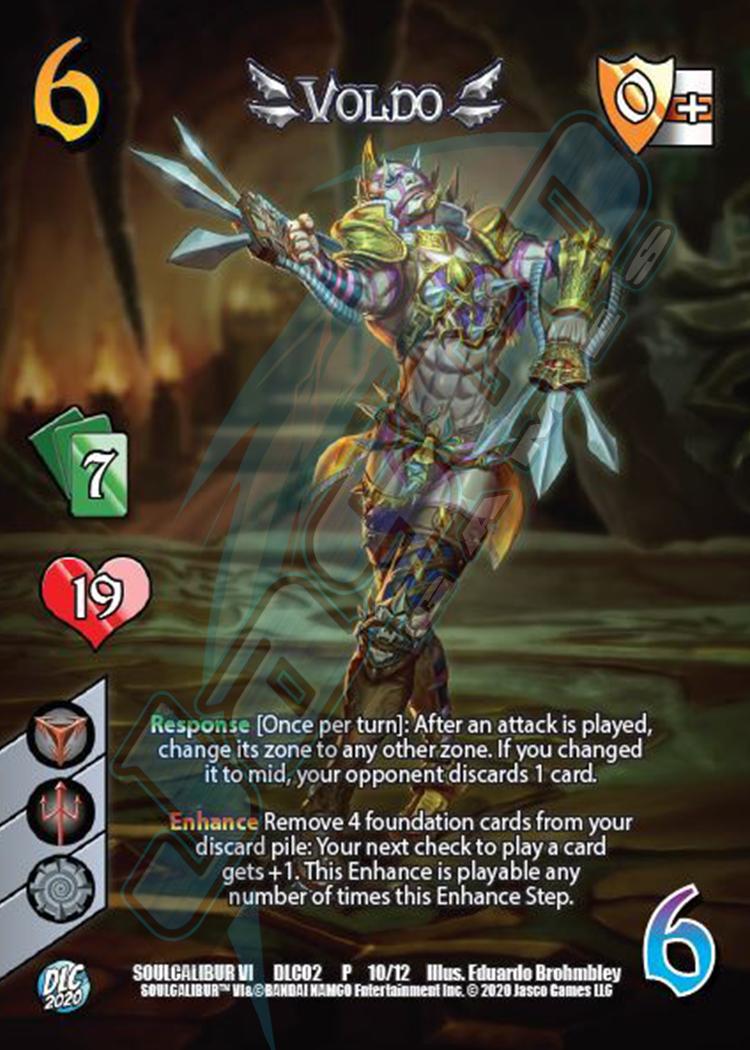 6
VOLDO
0
+
7
19
Response [Once per turn]: After an attack is played,
change its zone to any other zone. If you changed
it to mid, your opponent discards 1 card.
Enhance Remove 4 foundation cards from your
discard pile: Your next check to play a card
gets +1. This Enhance is playable any
number of times this Enhance Step.
6
DLC
2020
SOULCALIBUR VI DLC02 P 10/12 Illus. Eduardo Brohmbley
SOULCALIBUR™ VI&©BANDAI NAMCO Entertainment Inc. © 2020 Jasco Games LLC